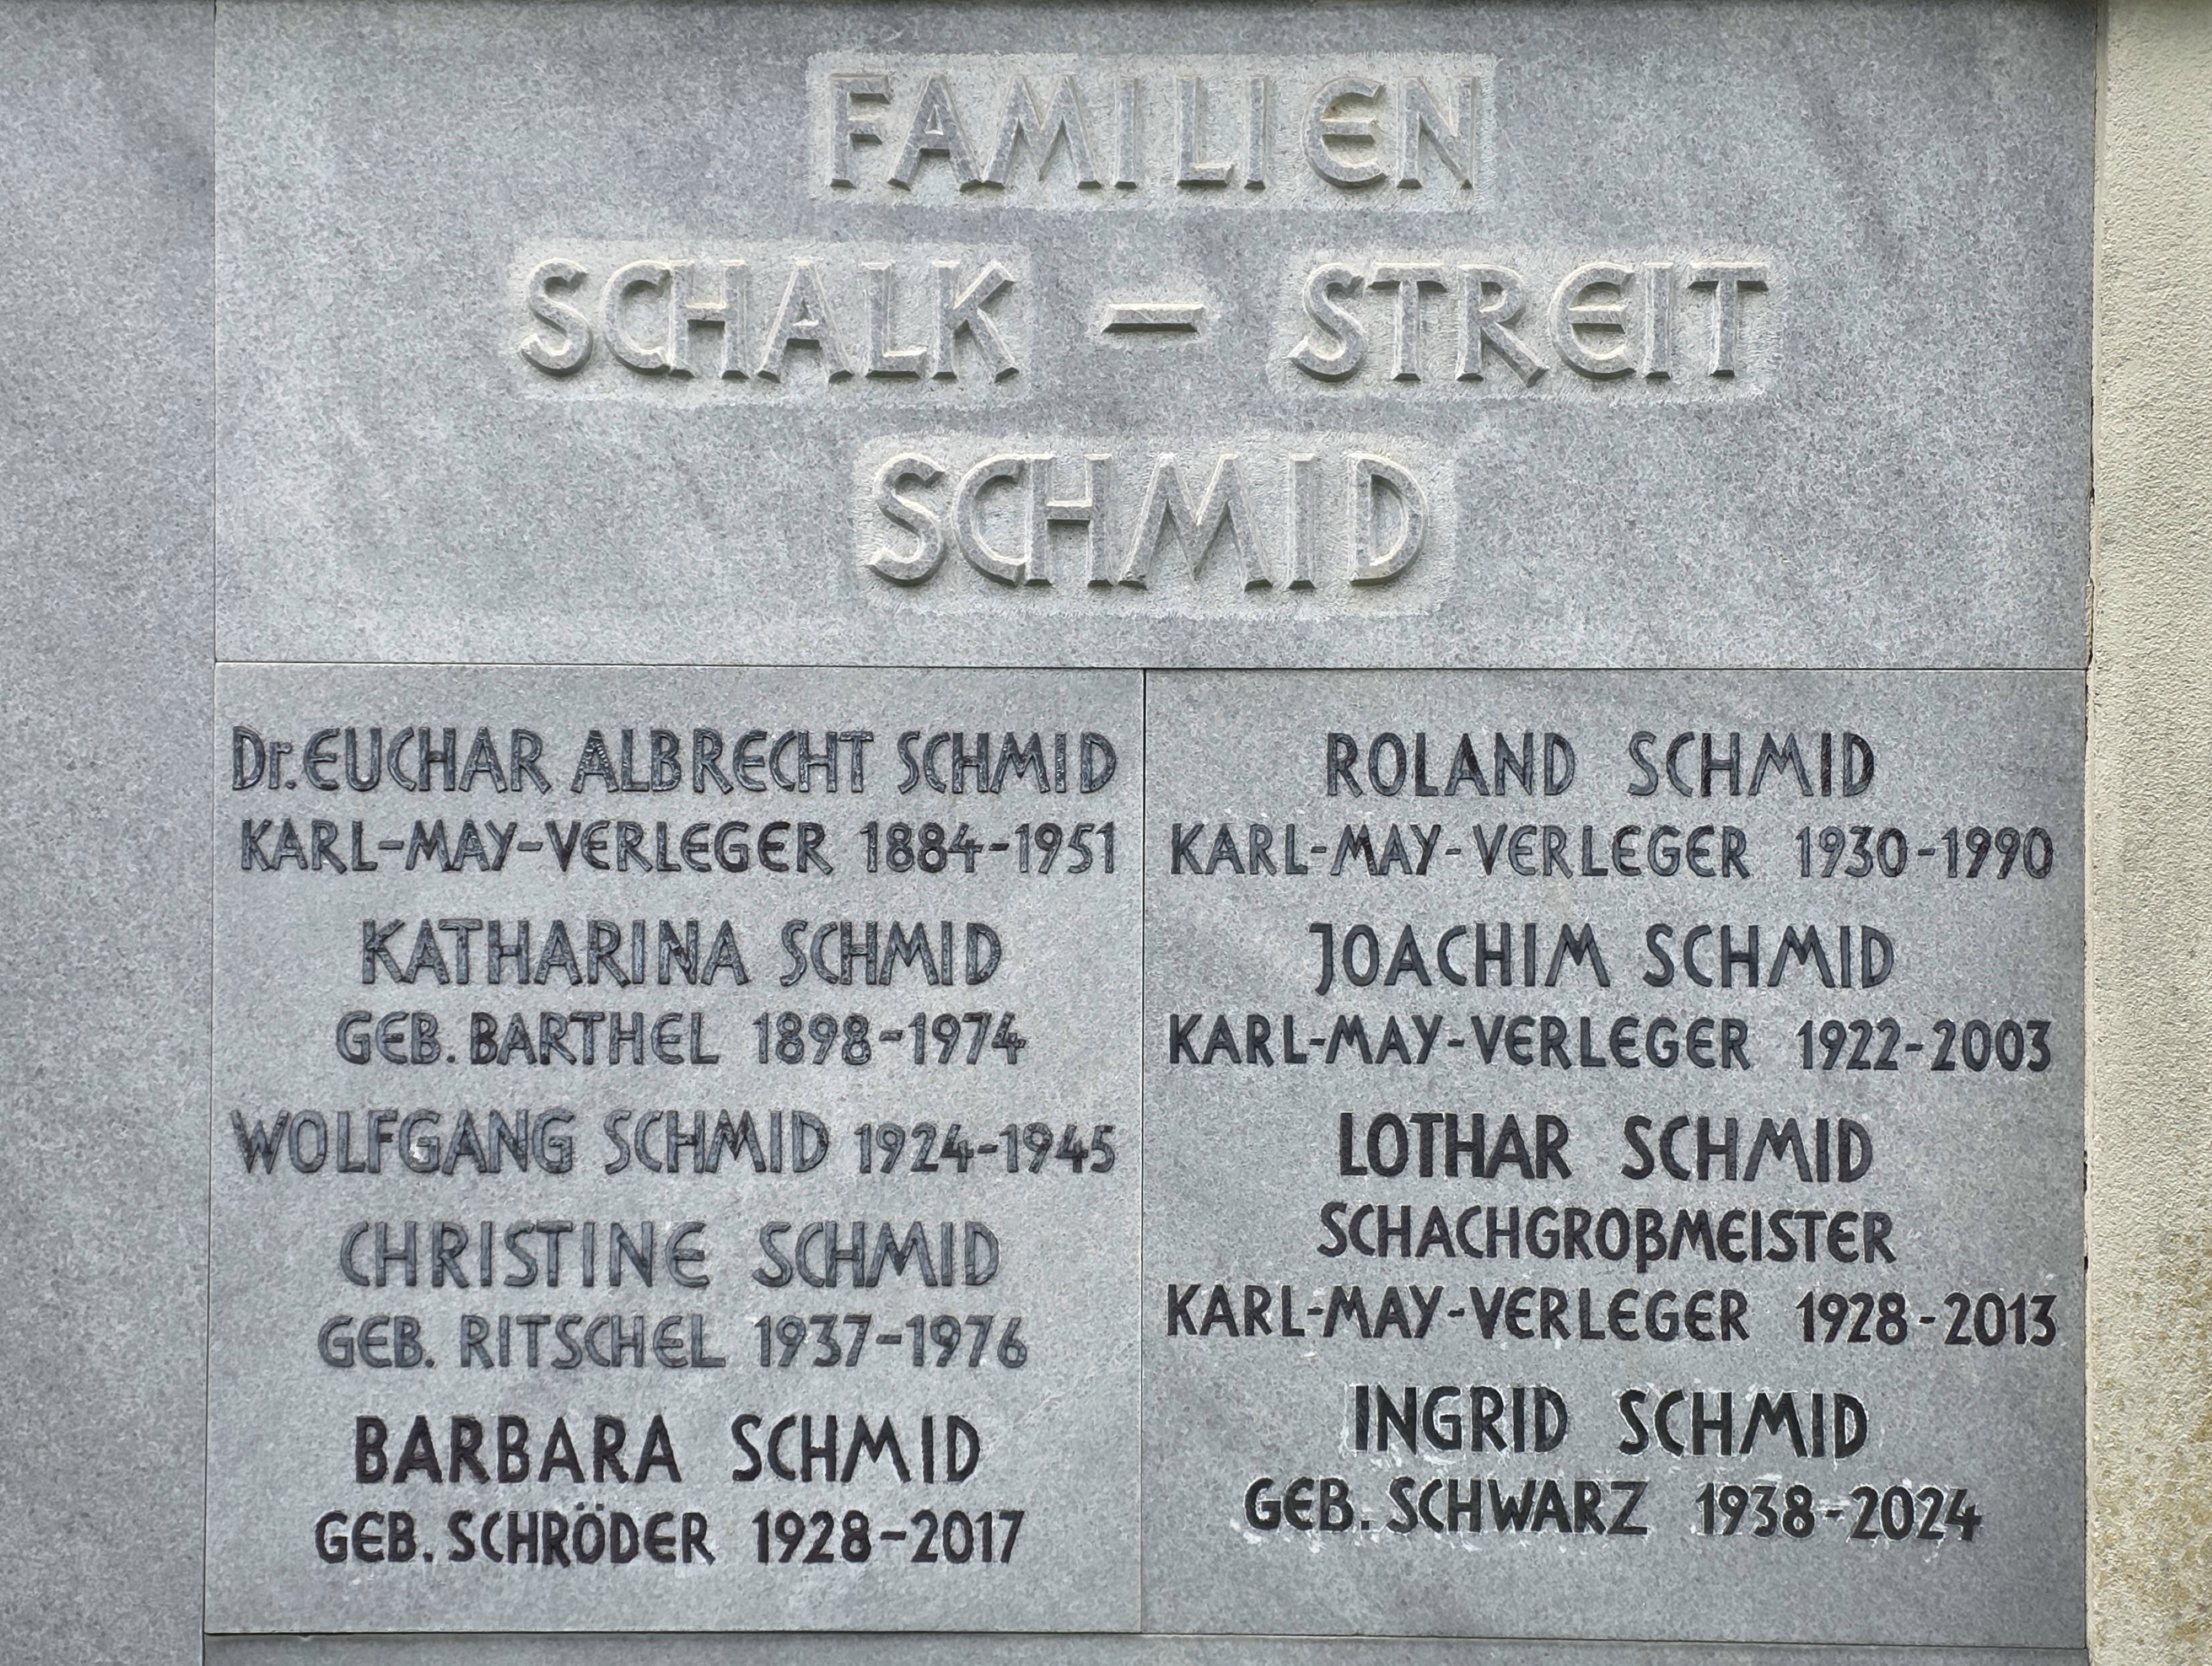 FAMILIEN
SCHALK – STREIT
SCHMID
Dr. EUCHAR ALBRECHT SCHMID
KARL-MAY-VERLEGER 1884-1951
KATHARINA SCHMID
GEB. BARTHEL 1898-1974
WOLFGANG SCHMID 1924-1945
CHRISTINE SCHMID
GEB. RITSCHEL 1937-1976
BARBARA SCHMID
GEB. SCHRÖDER 1928-2017
ROLAND SCHMID
KARL-MAY-VERLEGER 1930-1990
JOACHIM SCHMID
KARL-MAY-VERLEGER 1922-2003
LOTHAR SCHMID
SCHACHGROßMEISTER
KARL-MAY-VERLEGER 1928-2013
INGRID SCHMID
GEB. SCHWARZ 1938-2024